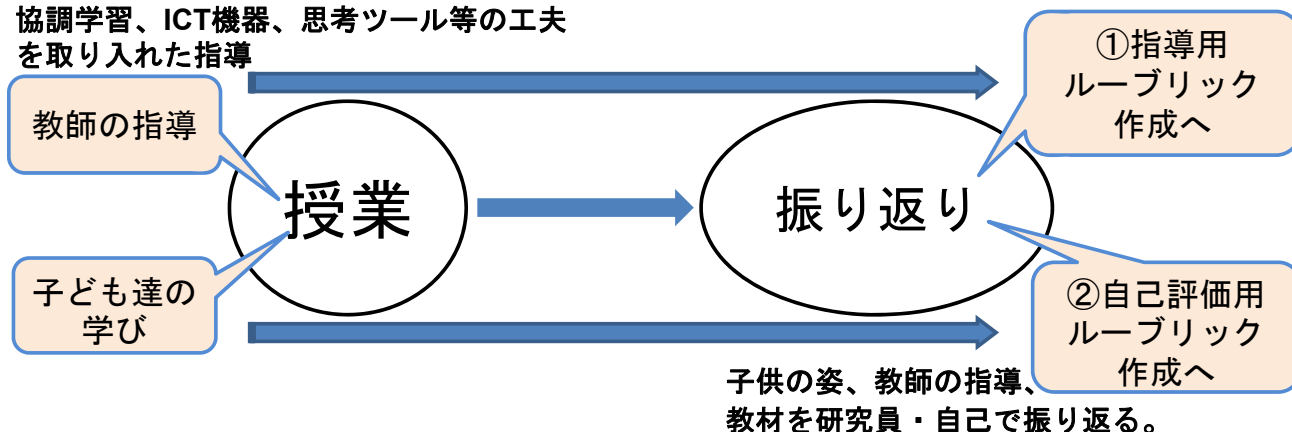 協調学習、ICT機器、思考ツール等の工夫
を取り入れた指導
教師の指導
授業
子ども達の
学び
振り返り
①指導用
ルーブリック
作成へ
②自己評価用
ルーブリック
作成へ
子供の姿、教師の指導、
教材を研究員・自己で振り返る。